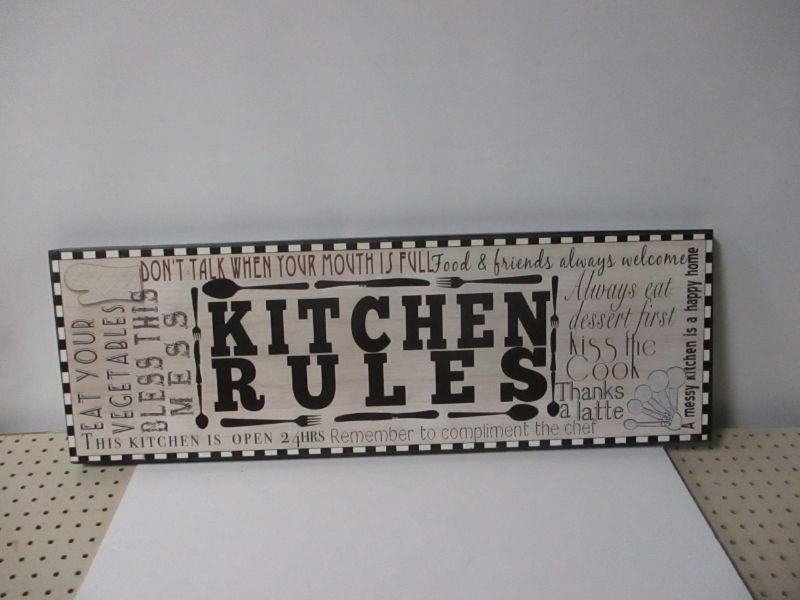 DON'T TALK WHEN YOUR MOUTH IS FULL
Food & friends always welcome
EAT YOUR
VEGETABLES
BLESS THIS
MESS
KITCHEN
RULES
Always eat
dessert first
Kiss the
Cook
Thanks
a latte
A messy kitchen is a happy home
THIS KITCHEN IS OPEN 24HRS
Remember to compliment the chef